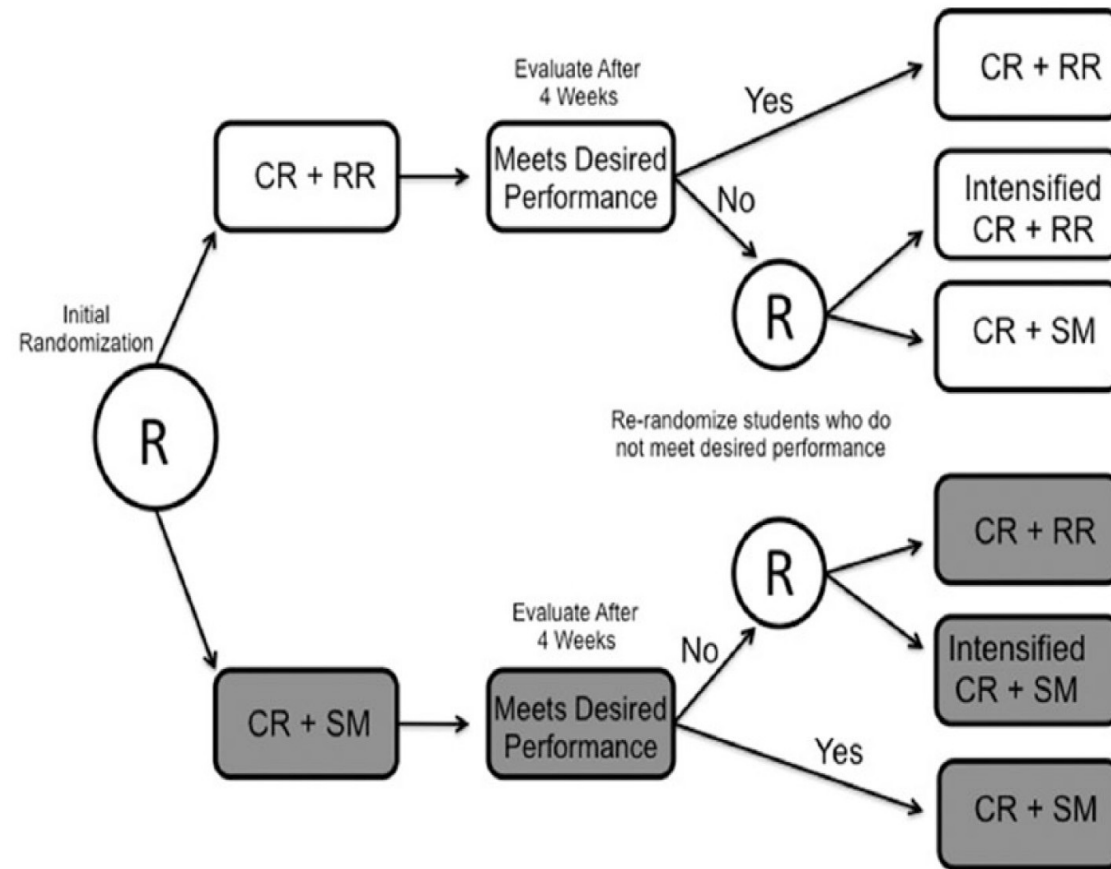 Evaluate After
4 Weeks
CR + RR
Yes
CR + RR
Meets Desired
Performance
No
Intensified
CR + RR
R
CR + SM
Initial
Randomization
R
Re-randomize students who do
not meet desired performance
R
CR + RR
Evaluate After
4 Weeks
No
Intensified
CR + SM
CR + SM
Meets Desired
Performance
Yes
CR + SM